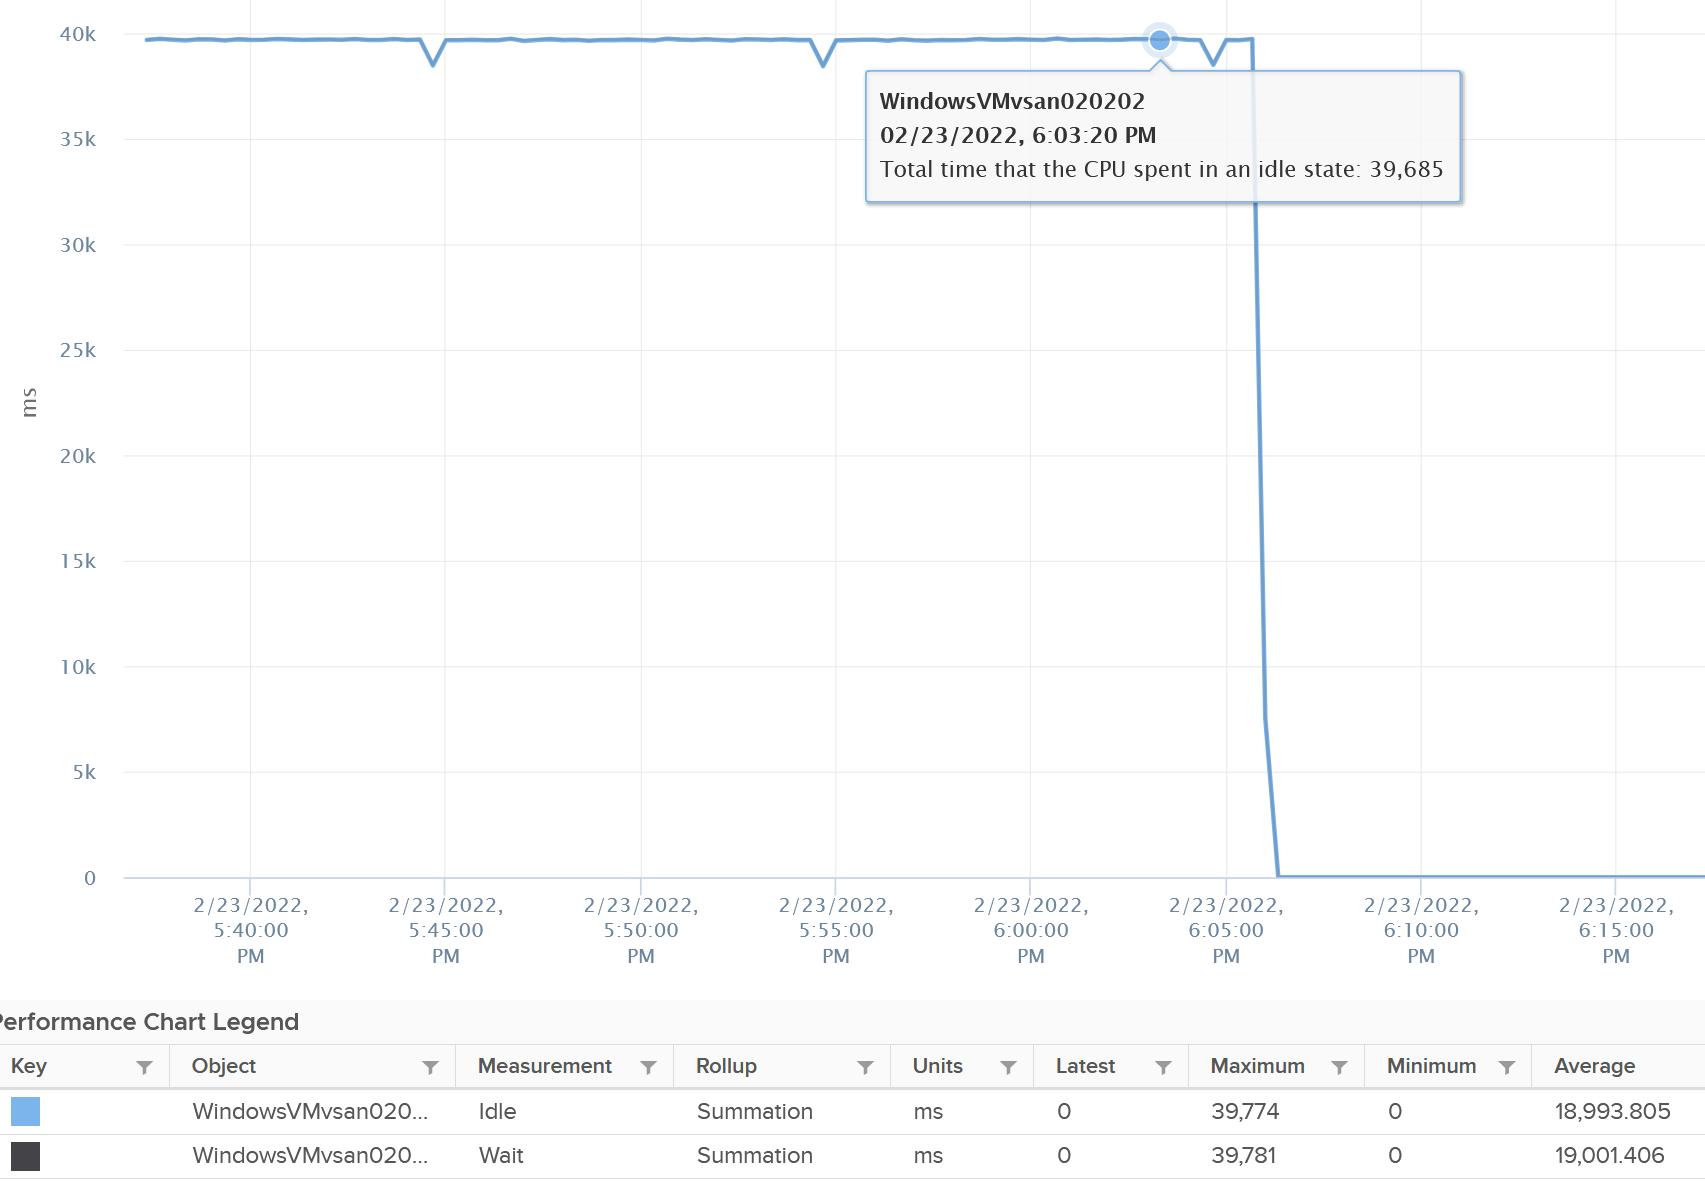 40k
35k
30k
25k
20k
15k
10k
5k
0
ms
WindowsVMvsan020202
02/23/2022, 6:03:20 PM
Total time that the CPU spent in an idle state: 39,685
2/23/2022, 5:40:00 PM
2/23/2022, 5:45:00 PM
2/23/2022, 5:50:00 PM
2/23/2022, 5:55:00 PM
2/23/2022, 6:00:00 PM
2/23/2022, 6:05:00 PM
2/23/2022, 6:10:00 PM
2/23/2022, 6:15:00 PM
Performance Chart Legend
Key Object Measurement Rollup Units Latest Maximum Minimum Average
WindowsVMvsan020... Idle Summation ms 0 39,774 0 18,993.805
WindowsVMvsan020... Wait Summation ms 0 39,781 0 19,001.406